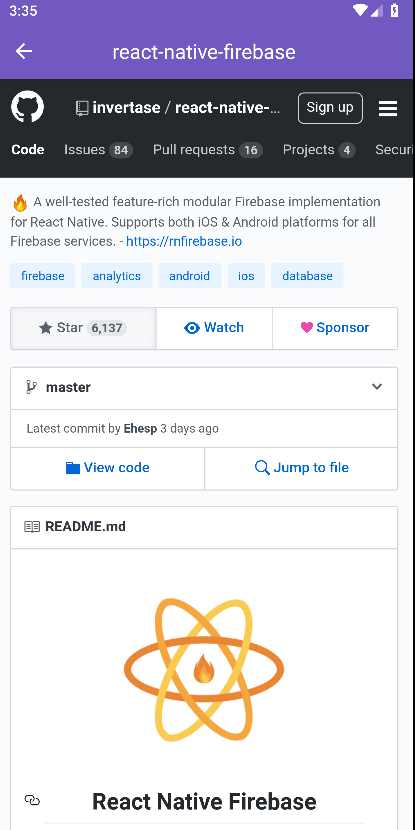 3:35
react-native-firebase
invertase / react-native-...
Sign up
Code Issues 84 Pull requests 16 Projects 4 Securi
A well-tested feature-rich modular Firebase implementation
for React Native. Supports both iOS & Android platforms for all
Firebase services. - https://rnfirebase.io
firebase analytics android ios database
Star 6,137 Watch Sponsor
master
Latest commit by Ehesp 3 days ago
View code Jump to file
README.md
React Native Firebase